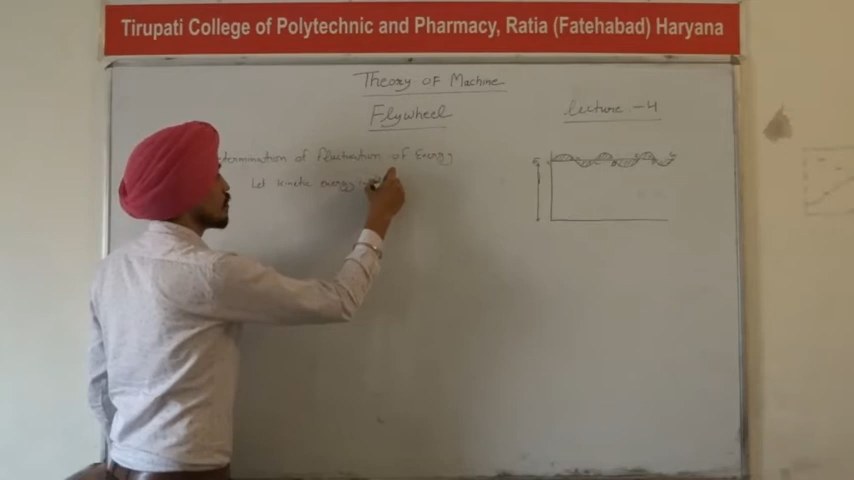 Tirupati College of Polytechnic and Pharmacy, Ratia (Fatehabad) Haryana
Theory of Machine
Flywheel
lecture - 4
termination of fluctuation of Energy
Let kinetic energy